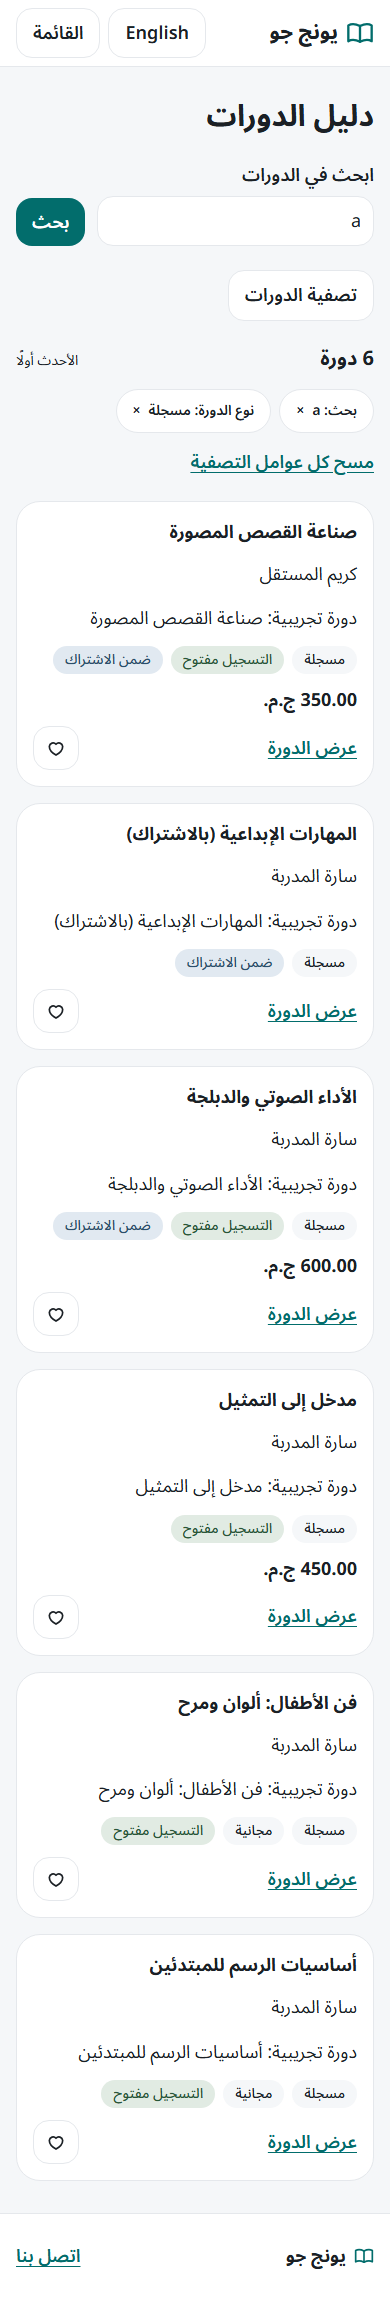 يونج جو
English
القائمة
دليل الدورات
ابحث في الدورات
a
بحث
تصفية الدورات
6 دورة
الأحدث أولًا
بحث: a ×
نوع الدورة: مسجلة ×
مسح كل عوامل التصفية
صناعة القصص المصورة
كريم المستقل
دورة تجريبية: صناعة القصص المصورة
مسجلة
التسجيل مفتوح
ضمن الاشتراك
350.00 ج.م.
عرض الدورة
المهارات الإبداعية (بالاشتراك)
سارة المدربة
دورة تجريبية: المهارات الإبداعية (بالاشتراك)
مسجلة
ضمن الاشتراك
عرض الدورة
الأداء الصوتي والدبلجة
سارة المدربة
دورة تجريبية: الأداء الصوتي والدبلجة
مسجلة
التسجيل مفتوح
ضمن الاشتراك
600.00 ج.م.
عرض الدورة
مدخل إلى التمثيل
سارة المدربة
دورة تجريبية: مدخل إلى التمثيل
مسجلة
التسجيل مفتوح
450.00 ج.م.
عرض الدورة
فن الأطفال: ألوان ومرح
سارة المدربة
دورة تجريبية: فن الأطفال: ألوان ومرح
مسجلة
مجانية
التسجيل مفتوح
عرض الدورة
أساسيات الرسم للمبتدئين
سارة المدربة
دورة تجريبية: أساسيات الرسم للمبتدئين
مسجلة
مجانية
التسجيل مفتوح
عرض الدورة
يونج جو
اتصل بنا